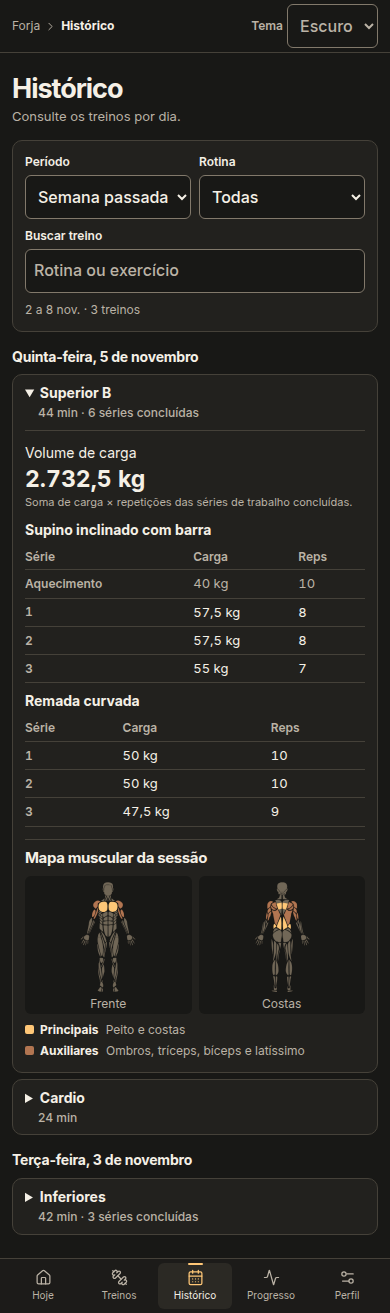 Forja > Histórico
Tema Escuro
Histórico
Consulte os treinos por dia.
Período Rotina
Semana passada Todas
Buscar treino
Rotina ou exercício
2 a 8 nov. · 3 treinos
Quinta-feira, 5 de novembro
Superior B
44 min · 6 séries concluídas
Volume de carga
2.732,5 kg
Soma de carga × repetições das séries de trabalho concluídas.
Supino inclinado com barra
Série Carga Reps
Aquecimento 40 kg 10
1 57,5 kg 8
2 57,5 kg 8
3 55 kg 7
Remada curvada
Série Carga Reps
1 50 kg 10
2 50 kg 10
3 47,5 kg 9
Mapa muscular da sessão
Frente Costas
Principais Peito e costas
Auxiliares Ombros, tríceps, bíceps e latíssimo
Cardio
24 min
Terça-feira, 3 de novembro
Inferiores
42 min · 3 séries concluídas
Hoje Treinos Histórico Progresso Perfil